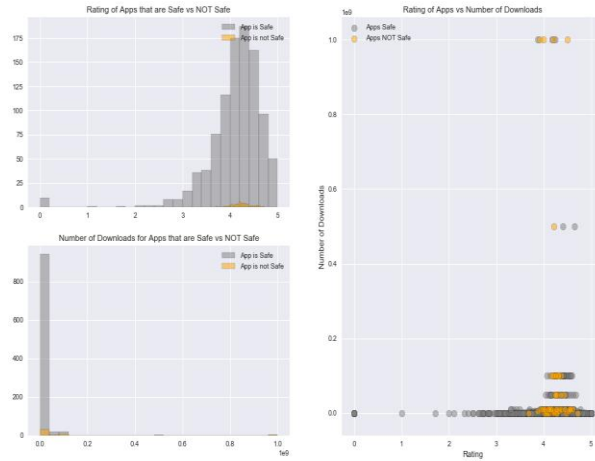 Rating of Apps that are Safe vs NOT Safe
App is Safe
App is not Safe
175
150
125
100
75
50
25
0
0 1 2 3 4 5
Number of Downloads for Apps that are Safe vs NOT Safe
App is Safe
App is not Safe
800
600
400
200
0
0.0 0.2 0.4 0.6 0.8 1.0
1e9
Rating of Apps vs Number of Downloads
1e9
Apps Safe
Apps NOT Safe
1.0
0.8
0.6
0.4
0.2
0.0
Number of Downloads
0 1 2 3 4 5
Rating